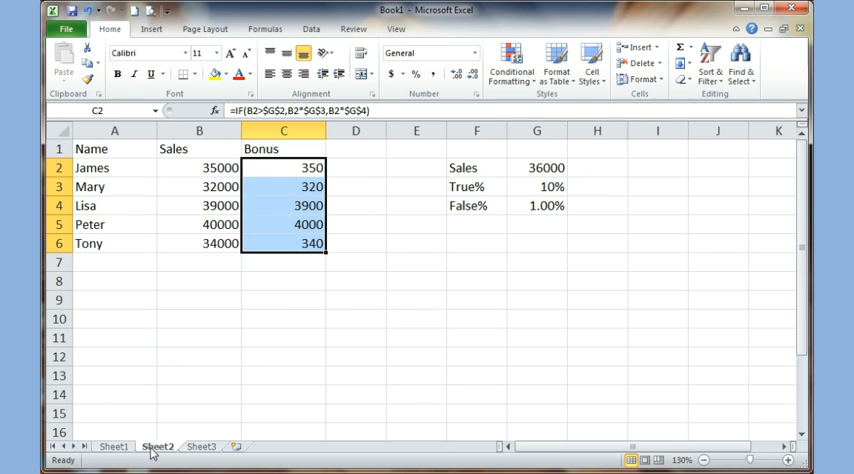 Book1 - Microsoft Excel
File Home Insert Page Layout Formulas Data Review View
Calibri 11 A A General Insert Σ
Paste B I U $ % , .00 Conditional Formatting Format as Table Cell Styles Delete Format Sort & Filter Find & Select
Clipboard Font Alignment Number Styles Cells Editing
C2 fx =IF(B2>$G$2,B2*$G$3,B2*$G$4)
A B C D E F G H I J K
1 Name Sales Bonus
2 James 35000 350 Sales 36000
3 Mary 32000 320 True% 10%
4 Lisa 39000 3900 False% 1.00%
5 Peter 40000 4000
6 Tony 34000 340
7
8
9
10
11
12
13
14
15
16
Sheet1 Sheet2 Sheet3
Ready 130%